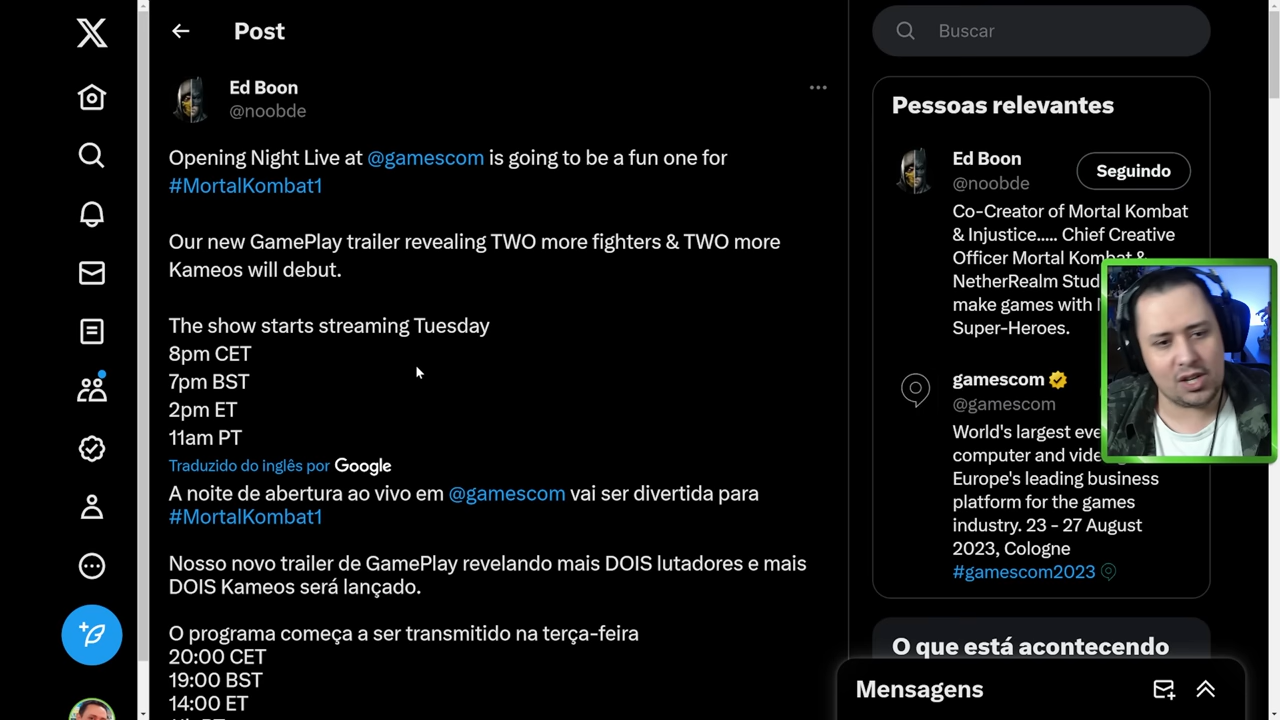 Post
Buscar
Ed Boon
@noobde
Opening Night Live at @gamescom is going to be a fun one for
#MortalKombat1
Our new GamePlay trailer revealing TWO more fighters & TWO more
Kameos will debut.
The show starts streaming Tuesday
8pm CET
7pm BST
2pm ET
11am PT
Traduzido do inglês por Google
A noite de abertura ao vivo em @gamescom vai ser divertida para
#MortalKombat1
Nosso novo trailer de GamePlay revelando mais DOIS lutadores e mais
DOIS Kameos será lançado.
O programa começa a ser transmitido na terça-feira
20:00 CET
19:00 BST
14:00 ET
Pessoas relevantes
Ed Boon
@noobde
Seguindo
Co-Creator of Mortal Kombat
& Injustice..... Chief Creative
Officer Mortal Kombat &
NetherRealm
make games with
Super-Heroes.
gamescom
@gamescom
World's largest
computer and
Europe's leading business
platform for the games
industry. 23 - 27 August
2023, Cologne
#gamescom2023
O que está acontecendo
Mensagens